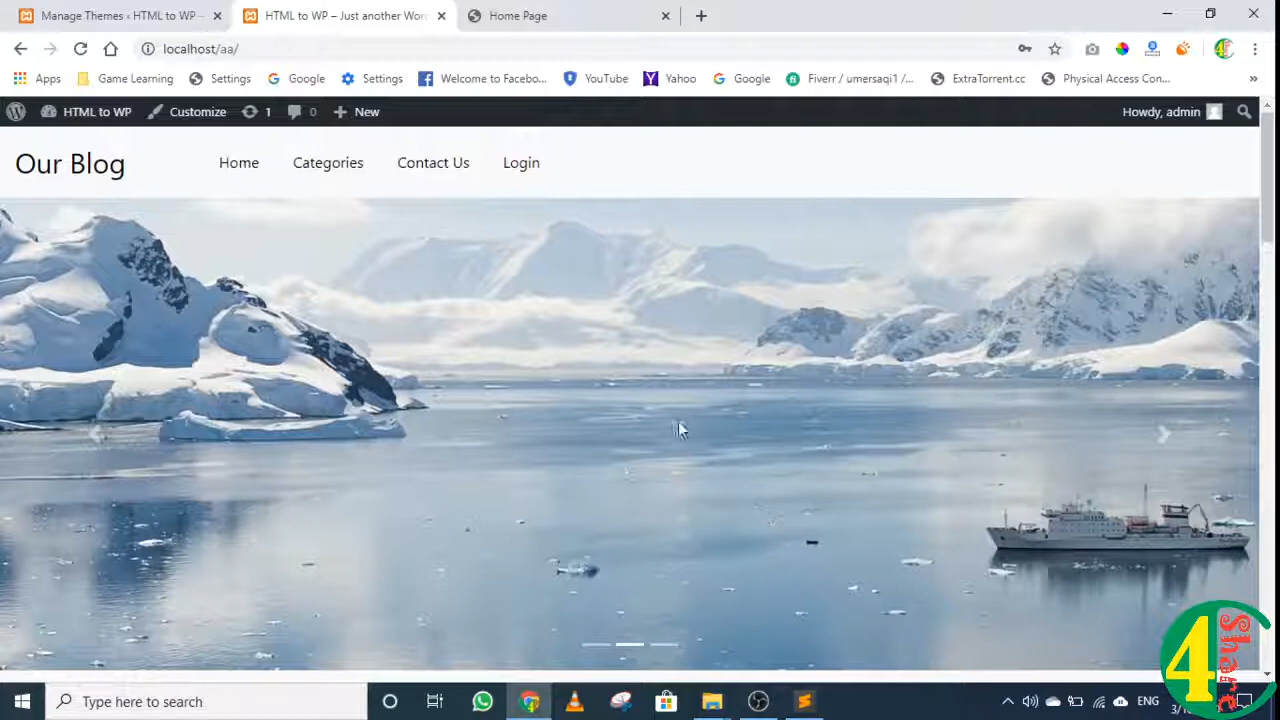 Manage Themes ‹ HTML to WP –
HTML to WP – Just another Wor
Home Page
localhost/aa/
Apps
Game Learning
Settings
Google
Settings
Welcome to Facebo...
YouTube
Yahoo
Google
Fiverr / umersaqi1 /...
ExtraTorrent.cc
Physical Access Con...
»
HTML to WP
Customize
1
0
New
Howdy, admin
Our Blog
Home
Categories
Contact Us
Login
4 Share
Type here to search
ENG